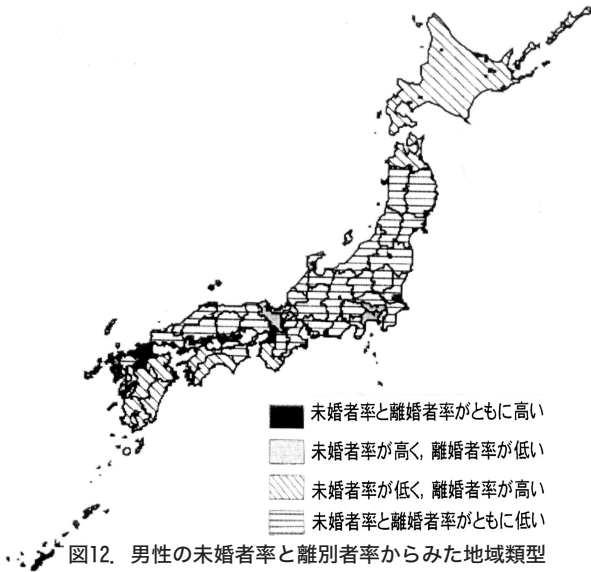 未婚者率と離婚者率がともに高い
未婚者率が高く, 離婚者率が低い
未婚者率が低く, 離婚者率が高い
未婚者率と離婚者率がともに低い
図12. 男性の未婚者率と離別者率からみた地域類型